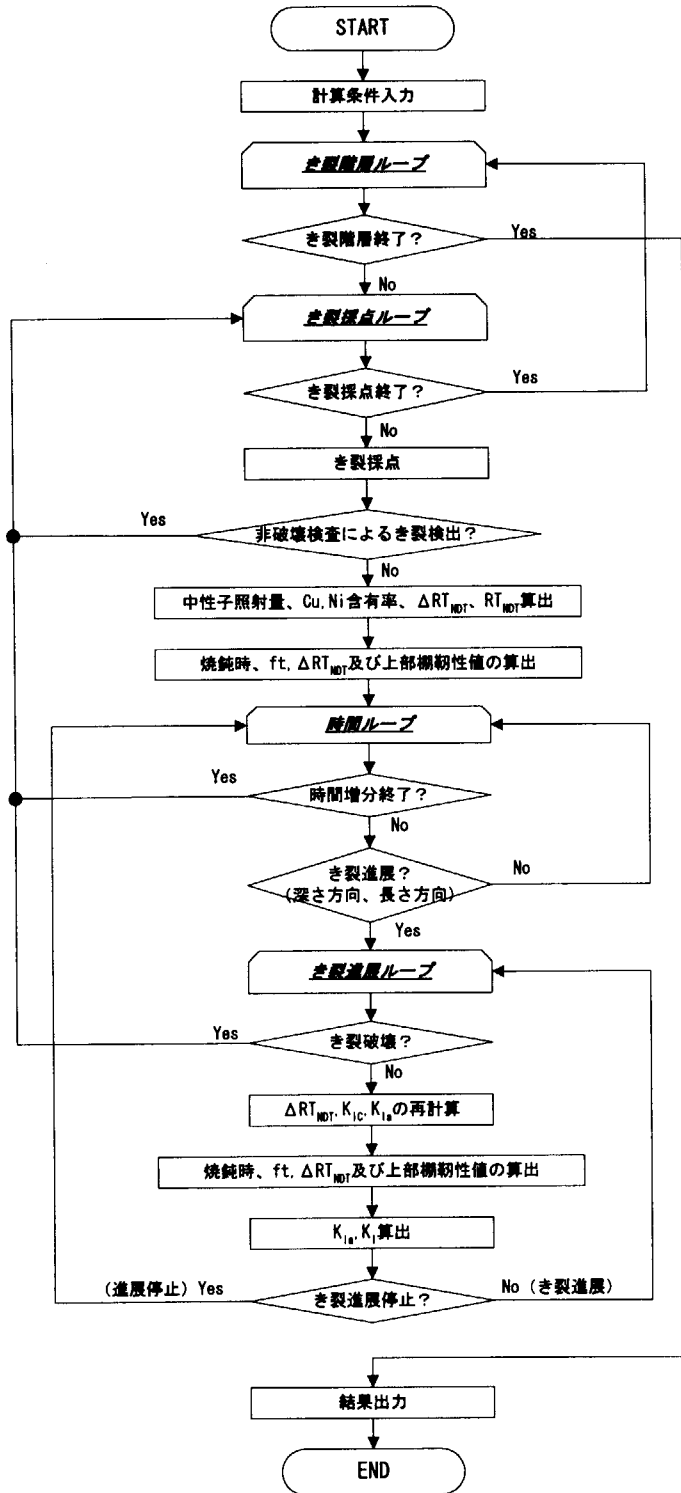 START
計算条件入力
き裂階層ループ
き裂階層終了？
Yes
No
き裂採点ループ
き裂採点終了？
Yes
No
き裂採点
非破壊検査によるき裂検出？
Yes
No
中性子照射量、Cu,Ni含有率、ΔRT_NDT、RT_NDT算出
焼鈍時、ft,ΔRT_NDT及び上部棚靭性値の算出
時間ループ
Yes
時間増分終了？
No
き裂進展？
(深さ方向、長さ方向)
No
Yes
き裂進展ループ
Yes
き裂破壊？
No
ΔRT_NDT,K_IC,K_Iaの再計算
焼鈍時、ft,ΔRT_NDT及び上部棚靭性値の算出
K_Ia,K_I算出
(進展停止) Yes
き裂進展停止？
No (き裂進展)
結果出力
END